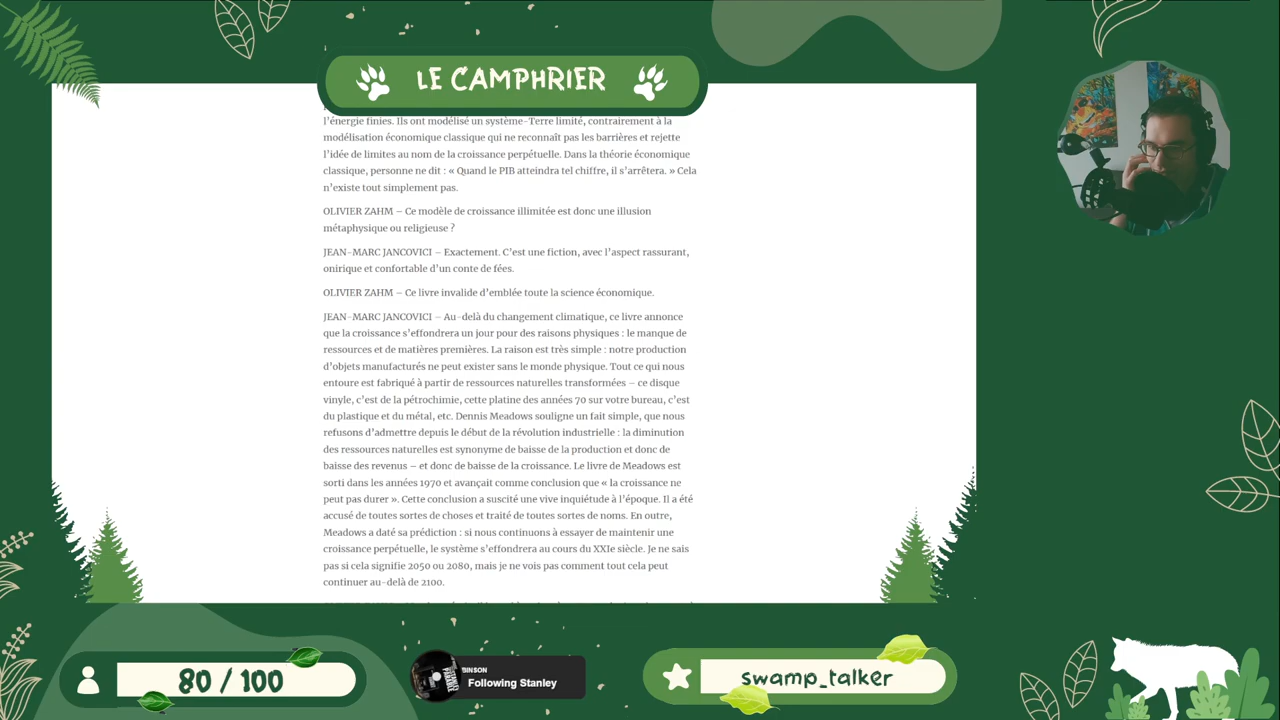 LE CAMPHRIER
l'énergie finies. Ils ont modélisé un système-Terre limité, contrairement à la
modélisation économique classique qui ne reconnaît pas les barrières et rejette
l'idée de limites au nom de la croissance perpétuelle. Dans la théorie économique
classique, personne ne dit : « Quand le PIB atteindra tel chiffre, il s'arrêtera. » Cela
n'existe tout simplement pas.
OLIVIER ZAHM – Ce modèle de croissance illimitée est donc une illusion
métaphysique ou religieuse ?
JEAN-MARC JANCOVICI – Exactement. C'est une fiction, avec l'aspect rassurant,
onirique et confortable d'un conte de fées.
OLIVIER ZAHM – Ce livre invalide d'emblée toute la science économique.
JEAN-MARC JANCOVICI – Au-delà du changement climatique, ce livre annonce
que la croissance s'effondrera un jour pour des raisons physiques : le manque de
ressources et de matières premières. La raison est très simple : notre production
d'objets manufacturés ne peut exister sans le monde physique. Tout ce qui nous
entoure est fabriqué à partir de ressources naturelles transformées – ce disque
vinyle, c'est de la pétrochimie, cette platine des années 70 sur votre bureau, c'est
du plastique et du métal, etc. Dennis Meadows souligne un fait simple, que nous
refusons d'admettre depuis le début de la révolution industrielle : la diminution
des ressources naturelles est synonyme de baisse de la production et donc de
baisse des revenus – et donc de baisse de la croissance. Le livre de Meadows est
sorti dans les années 1970 et avançait comme conclusion que « la croissance ne
peut pas durer ». Cette conclusion a suscité une vive inquiétude à l'époque. Il a été
accusé de toutes sortes de choses et traité de toutes sortes de noms. En outre,
Meadows a daté sa prédiction : si nous continuons à essayer de maintenir une
croissance perpétuelle, le système s'effondrera au cours du XXIe siècle. Je ne sais
pas si cela signifie 2050 ou 2080, mais je ne vois pas comment tout cela peut
continuer au-delà de 2100.
80 / 100
BINSON
Following Stanley
swamp_talker